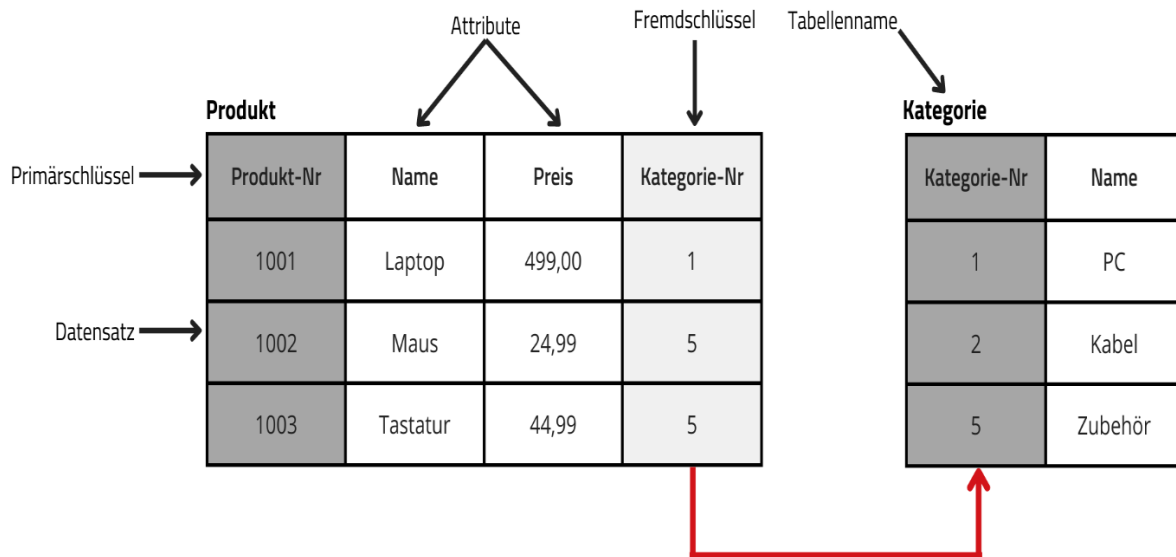 Attribute Fremdschlüssel Tabellenname
Produkt
Kategorie
Primärschlüssel
Produkt-Nr Name Preis Kategorie-Nr
1001 Laptop 499,00 1
Datensatz
1002 Maus 24,99 5
1003 Tastatur 44,99 5
Kategorie-Nr Name
1 PC
2 Kabel
5 Zubehör